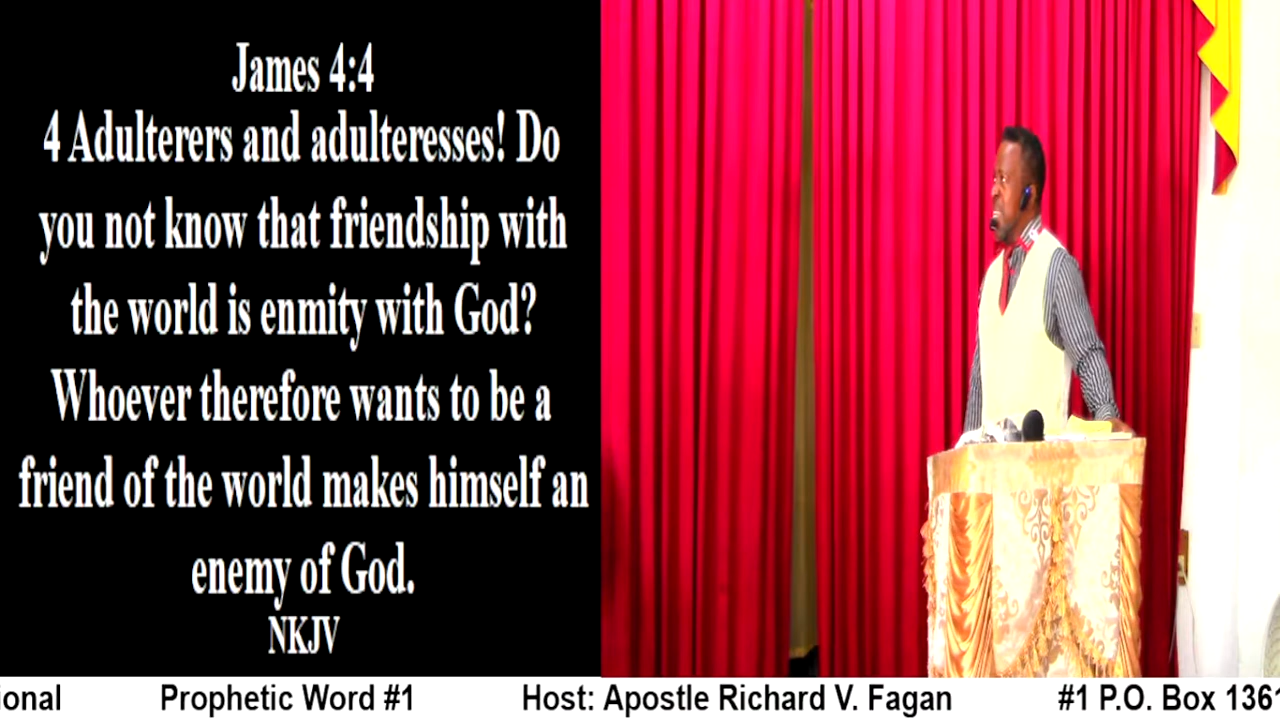 James 4:4
4 Adulterers and adulteresses! Do
you not know that friendship with
the world is enmity with God?
Whoever therefore wants to be a
friend of the world makes himself an
enemy of God.
NKJV
ional Prophetic Word #1 Host: Apostle Richard V. Fagan #1 P.O. Box 1361